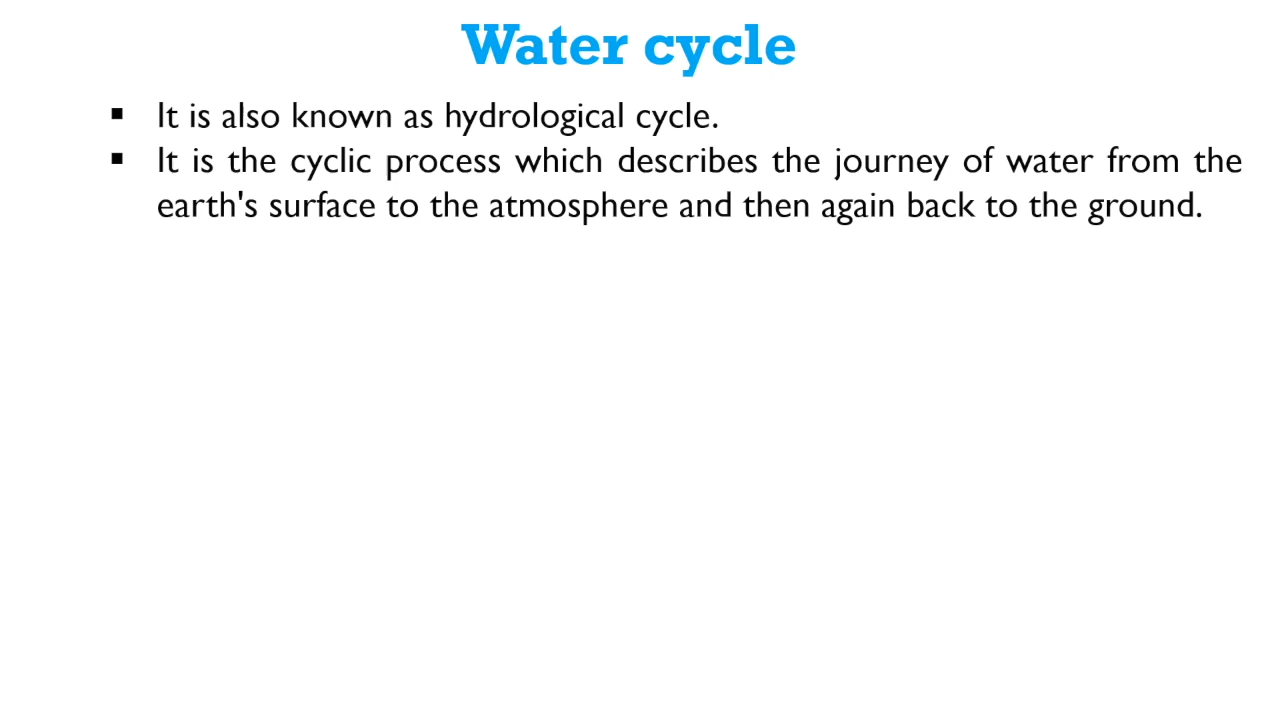 Water cycle
▪ It is also known as hydrological cycle.
▪ It is the cyclic process which describes the journey of water from the
earth's surface to the atmosphere and then again back to the ground.